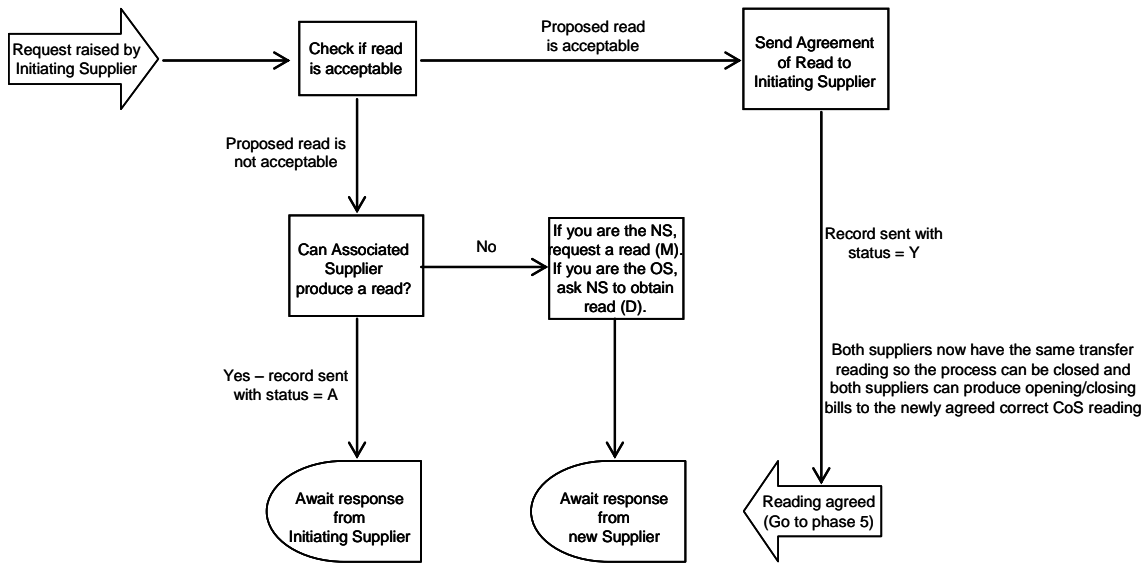 Request raised by
Initiating Supplier
Check if read
is acceptable
Proposed read
is acceptable
Send Agreement
of Read to
Initiating Supplier
Proposed read is
not acceptable
Can Associated
Supplier
produce a read?
No
If you are the NS,
request a read (M).
If you are the OS,
ask NS to obtain
read (D).
Record sent with
status = Y
Yes – record sent
with status = A
Both suppliers now have the same transfer
reading so the process can be closed and
both suppliers can produce opening/closing
bills to the newly agreed correct CoS reading
Await response
from
Initiating Supplier
Await response
from
new Supplier
Reading agreed
(Go to phase 5)